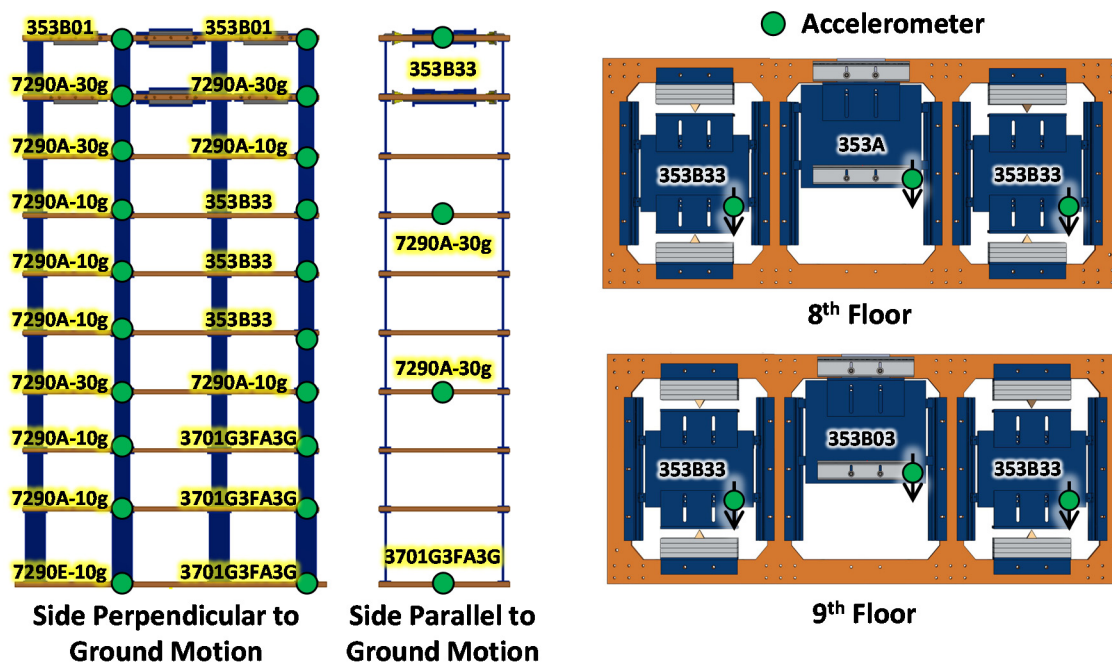 353B01 353B01
7290A-30g 7290A-30g
7290A-30g 7290A-10g
7290A-10g 353B33
7290A-10g 353B33
7290A-10g 353B33
7290A-30g 7290A-10g
7290A-10g 3701G3FA3G
7290A-10g 3701G3FA3G
7290E-10g 3701G3FA3G
Side Perpendicular to
Ground Motion
353B33
7290A-30g
7290A-30g
3701G3FA3G
Side Parallel to
Ground Motion
Accelerometer
353B33 353A 353B33
8th Floor
353B33 353B03 353B33
9th Floor